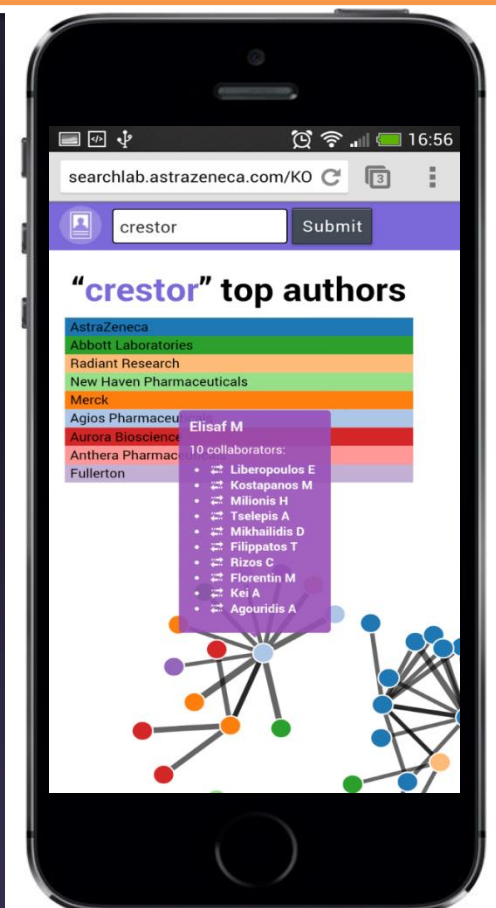 16:56
searchlab.astrazeneca.com/KO
3
crestor
Submit
“crestor” top authors
AstraZeneca
Abbott Laboratories
Radiant Research
New Haven Pharmaceuticals
Merck
Agios Pharmaceuticals
Aurora Bioscience
Anthera Pharmaceuticals
Fullerton
Elisaf M
10 collaborators:
Liberopoulos E
Kostapanos M
Milionis H
Tselepis A
Mikhailidis D
Filippatos T
Rizos C
Florentin M
Kei A
Agouridis A